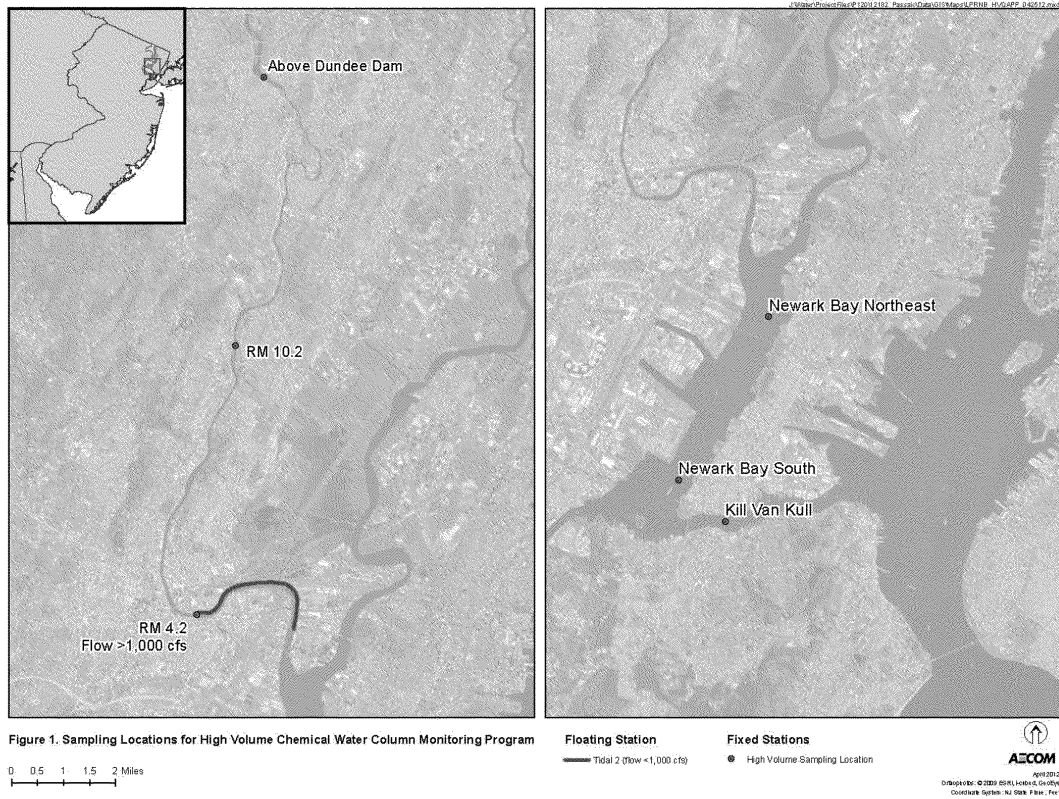 Above Dundee Dam
RM 10.2
RM 4.2
Flow >1,000 cfs
Newark Bay Northeast
Newark Bay South
Kill Van Kull
Figure 1. Sampling Locations for High Volume Chemical Water Column Monitoring Program
0 0.5 1 1.5 2 Miles
Floating Station
Tidal 2 (flow <1,000 cfs)
Fixed Stations
High Volume Sampling Location
AECOM
April 2012